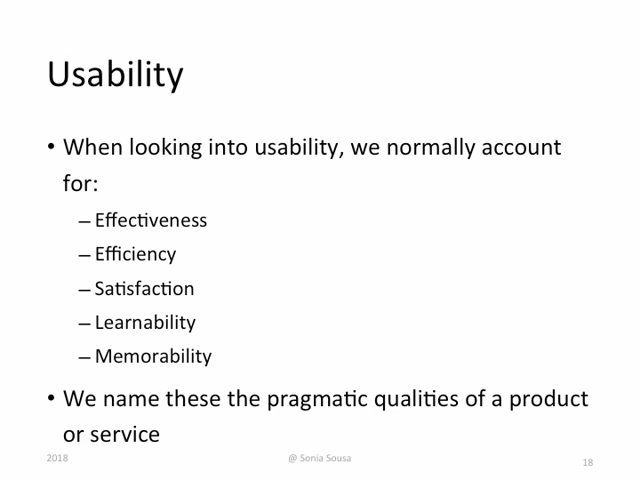 Usability
• When looking into usability, we normally account
for:
– Effectiveness
– Efficiency
– Satisfaction
– Learnability
– Memorability
• We name these the pragmatic qualities of a product
or service
2018
@ Sonia Sousa
18